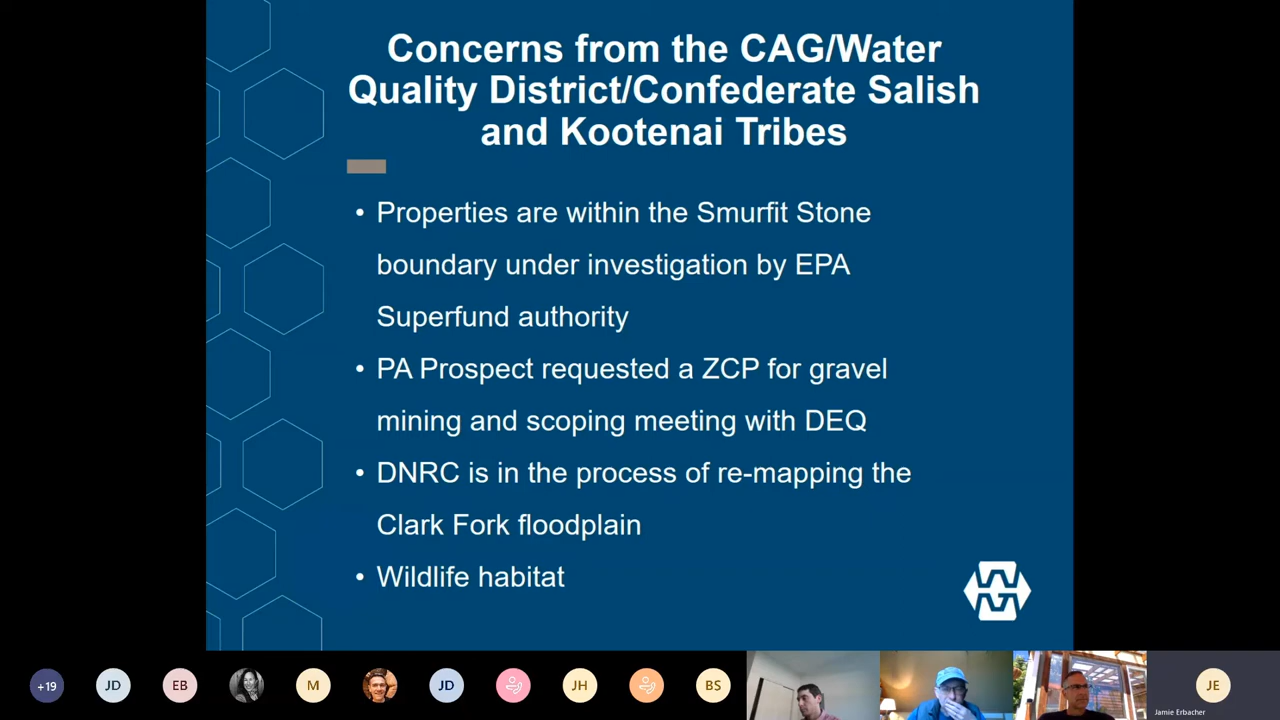 Concerns from the CAG/Water
Quality District/Confederate Salish
and Kootenai Tribes
• Properties are within the Smurfit Stone
boundary under investigation by EPA
Superfund authority
• PA Prospect requested a ZCP for gravel
mining and scoping meeting with DEQ
• DNRC is in the process of re-mapping the
Clark Fork floodplain
• Wildlife habitat
+19
JD
EB
M
JD
JH
BS
JE
Jamie Erbacher